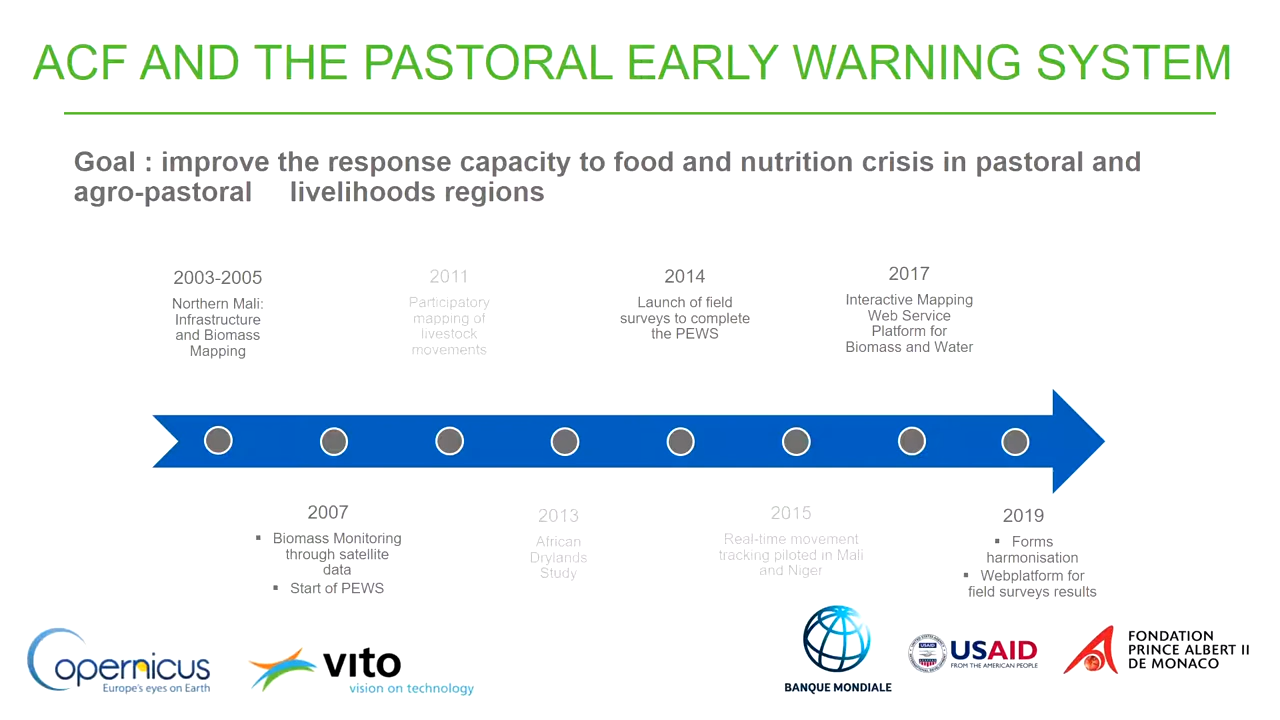 ACF AND THE PASTORAL EARLY WARNING SYSTEM
Goal : improve the response capacity to food and nutrition crisis in pastoral and
agro-pastoral livelihoods regions
2003-2005
Northern Mali:
Infrastructure
and Biomass
Mapping
2011
Participatory
mapping of
livestock
movements
2014
Launch of field
surveys to complete
the PEWS
2017
Interactive Mapping
Web Service
Platform for
Biomass and Water
2007
▪ Biomass Monitoring
through satellite
data
▪ Start of PEWS
2013
African
Drylands
Study
2015
Real-time movement
tracking piloted in Mali
and Niger
2019
▪ Forms
harmonisation
▪ Webplatform for
field surveys results
opernicus
Europe's eyes on Earth
vito
vision on technology
BANQUE MONDIALE
USAID
USAID
FROM THE AMERICAN PEOPLE
FONDATION
PRINCE ALBERT II
DE MONACO